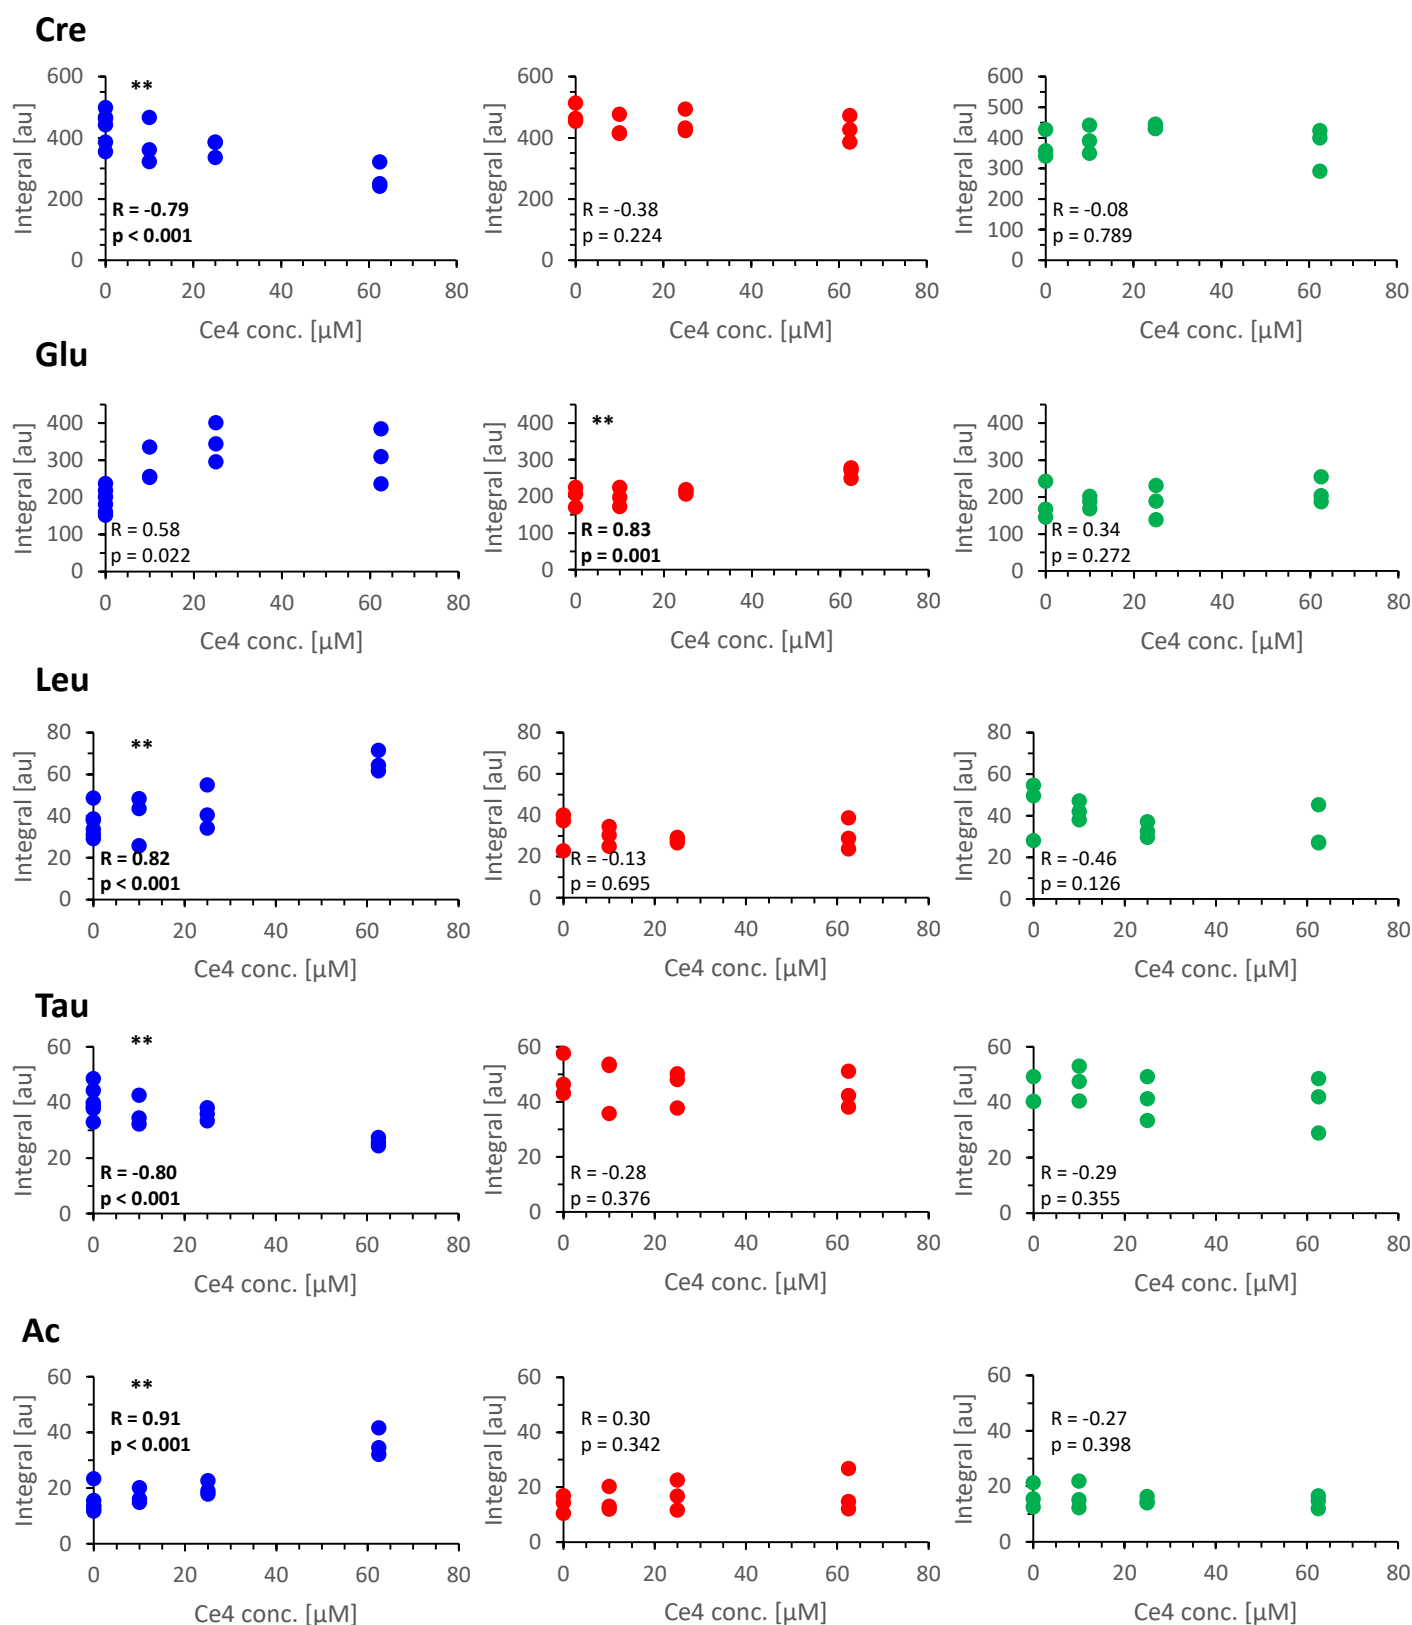 Cre
600
400
200
0
Integral [au]
**
R = -0.79
p < 0.001
0 20 40 60 80
Ce4 conc. [µM]
600
400
200
0
Integral [au]
R = -0.38
p = 0.224
0 20 40 60 80
Ce4 conc. [µM]
600
500
400
300
200
100
0
Integral [au]
R = -0.08
p = 0.789
0 20 40 60 80
Ce4 conc. [µM]
Glu
400
300
200
100
0
Integral [au]
R = 0.58
p = 0.022
0 20 40 60 80
Ce4 conc. [µM]
400
300
200
100
0
Integral [au]
**
R = 0.83
p = 0.001
0 20 40 60 80
Ce4 conc. [µM]
400
300
200
100
0
Integral [au]
R = 0.34
p = 0.272
0 20 40 60 80
Ce4 conc. [µM]
Leu
80
60
40
20
0
Integral [au]
**
R = 0.82
p < 0.001
0 20 40 60 80
Ce4 conc. [µM]
80
60
40
20
0
Integral [au]
R = -0.13
p = 0.695
0 20 40 60 80
Ce4 conc. [µM]
80
60
40
20
0
Integral [au]
R = -0.46
p = 0.126
0 20 40 60 80
Ce4 conc. [µM]
Tau
60
40
20
0
Integral [au]
**
R = -0.80
p < 0.001
0 20 40 60 80
Ce4 conc. [µM]
60
40
20
0
Integral [au]
R = -0.28
p = 0.376
0 20 40 60 80
Ce4 conc. [µM]
60
40
20
0
Integral [au]
R = -0.29
p = 0.355
0 20 40 60 80
Ce4 conc. [µM]
Ac
60
40
20
0
Integral [au]
**
R = 0.91
p < 0.001
0 20 40 60 80
Ce4 conc. [µM]
60
40
20
0
Integral [au]
R = 0.30
p = 0.342
0 20 40 60 80
Ce4 conc. [µM]
60
40
20
0
Integral [au]
R = -0.27
p = 0.398
0 20 40 60 80
Ce4 conc. [µM]